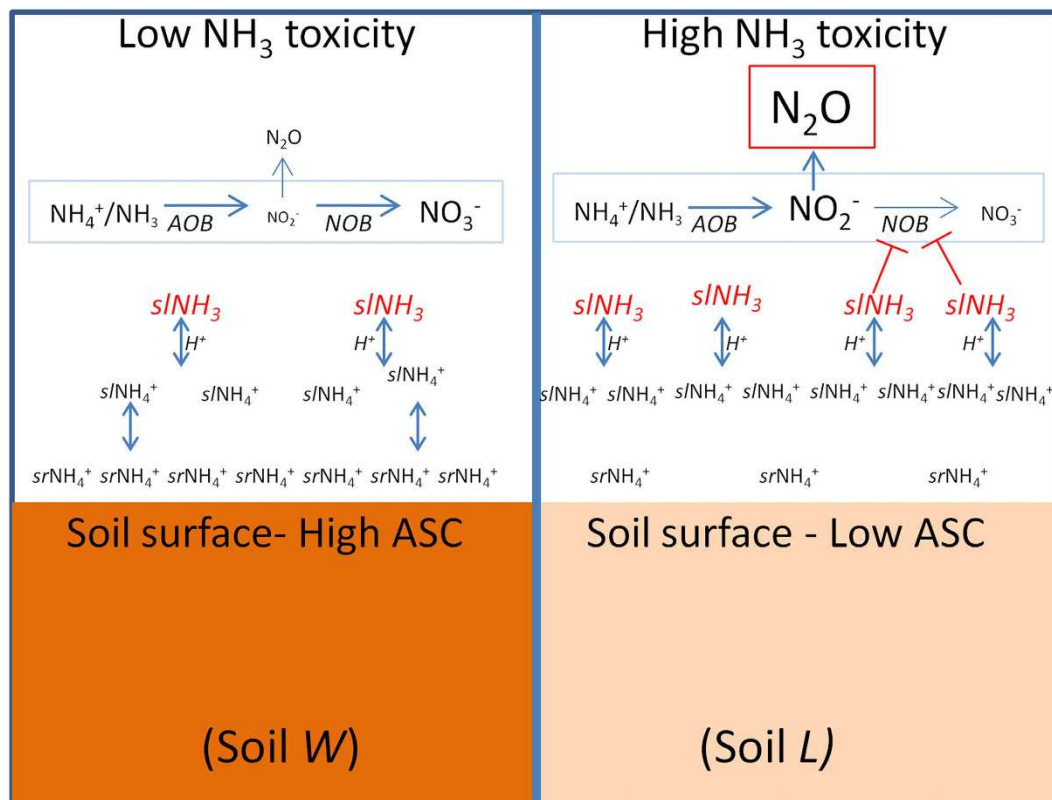 Low NH₃ toxicity
N₂O
NH₄⁺/NH₃ AOB NO₂⁻ NOB NO₃⁻
slNH₃ slNH₃
H⁺ H⁺
slNH₄⁺ slNH₄⁺ slNH₄⁺ slNH₄⁺
srNH₄⁺ srNH₄⁺ srNH₄⁺ srNH₄⁺ srNH₄⁺ srNH₄⁺ srNH₄⁺
Soil surface- High ASC
(Soil W)
High NH₃ toxicity
N₂O
NH₄⁺/NH₃ AOB NO₂⁻ NOB NO₃⁻
slNH₃ slNH₃ slNH₃ slNH₃
H⁺ H⁺ H⁺ H⁺
slNH₄⁺ slNH₄⁺ slNH₄⁺ slNH₄⁺ slNH₄⁺ slNH₄⁺ slNH₄⁺ slNH₄⁺
srNH₄⁺ srNH₄⁺ srNH₄⁺
Soil surface - Low ASC
(Soil L)